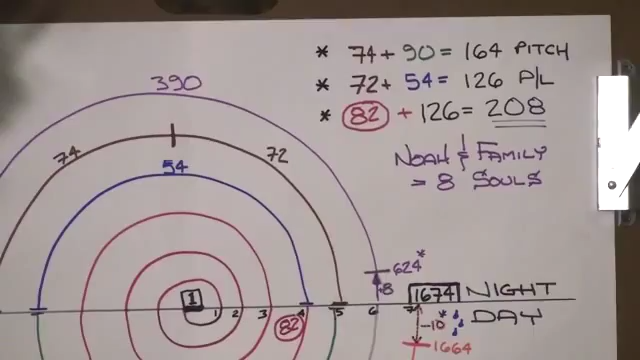 * 74 + 90 = 164 PITCH
* 72 + 54 = 126 P/L
* 82 + 126 = 208
NOAH & FAMILY
= 8 SOULS
390
74
72
54
624*
+8
1674 NIGHT
1
1 2 3 4 5 6 7
82
-10* DAY
1664